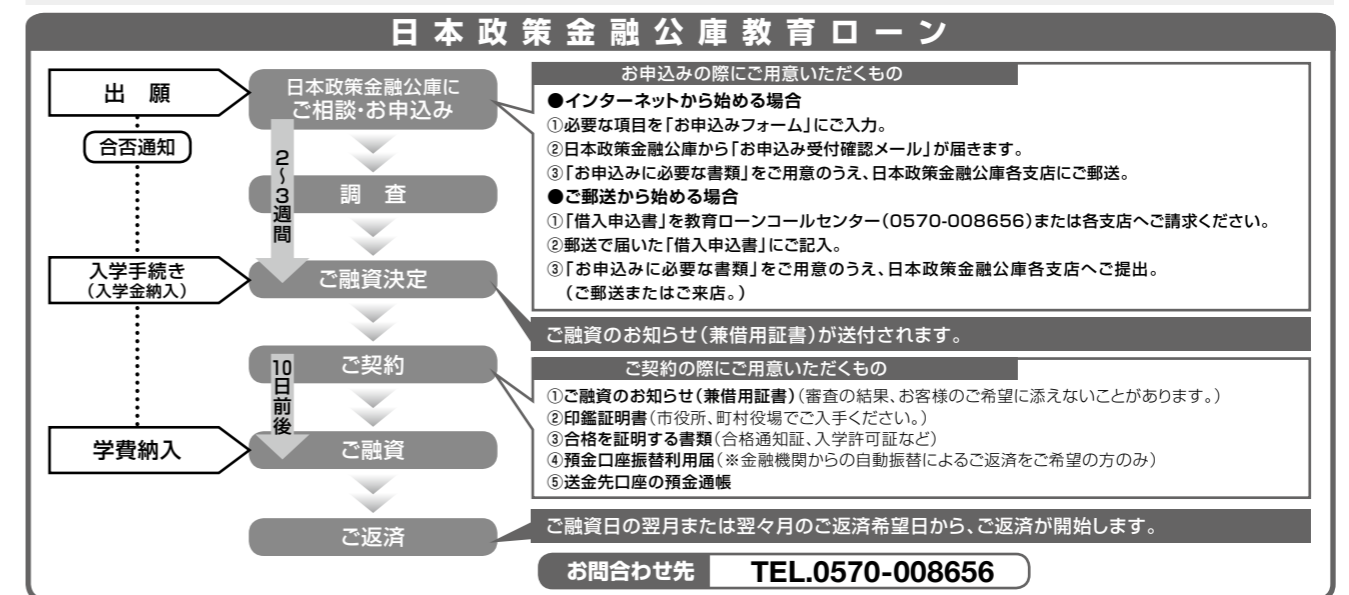 日本政策金融公庫教育ローン
出　願
合否通知
入学手続き
（入学金納入）
学費納入
日本政策金融公庫に
ご相談・お申込み
2～3週間
調　査
ご融資決定
ご契約
10日前後
ご融資
ご返済
お申込みの際にご用意いただくもの
●インターネットから始める場合
①必要な項目を「お申込みフォーム」にご入力。
②日本政策金融公庫から「お申込み受付確認メール」が届きます。
③「お申込みに必要な書類」をご用意のうえ、日本政策金融公庫各支店にご郵送。
●ご郵送から始める場合
①「借入申込書」を教育ローンコールセンター（0570-008656）または各支店へご請求ください。
②郵送で届いた「借入申込書」にご記入。
③「お申込みに必要な書類」をご用意のうえ、日本政策金融公庫各支店へご提出。
（ご郵送またはご来店。）
ご融資のお知らせ（兼借用証書）が送付されます。
ご契約の際にご用意いただくもの
①ご融資のお知らせ（兼借用証書）（審査の結果、お客様のご希望に添えないことがあります。）
②印鑑証明書（市役所、町村役場でご入手ください。）
③合格を証明する書類（合格通知証、入学許可証など）
④預金口座振替利用届（※金融機関からの自動振替によるご返済をご希望の方のみ）
⑤送金先口座の預金通帳
ご融資日の翌月または翌々月のご返済希望日から、ご返済が開始します。
お問合わせ先　TEL.0570-008656